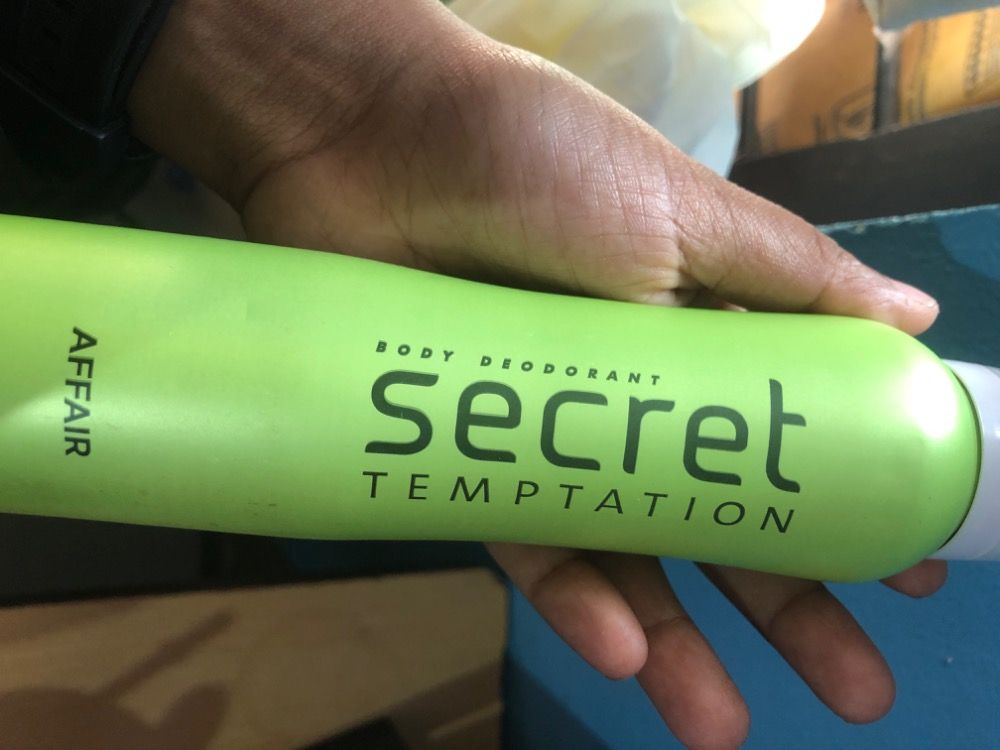 BODY DEODORANT
secret
TEMPTATION
AFFAIR